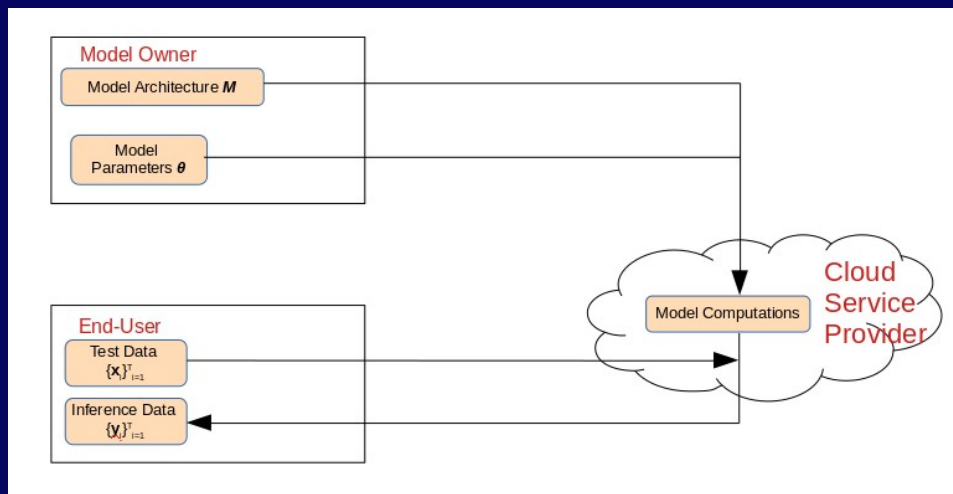 Model Owner
Model Architecture M
Model
Parameters θ
Cloud
Service
Provider
Model Computations
End-User
Test Data
{xᵢ}ᵀᵢ₌₁
Inference Data
{yᵢ}ᵀᵢ₌₁